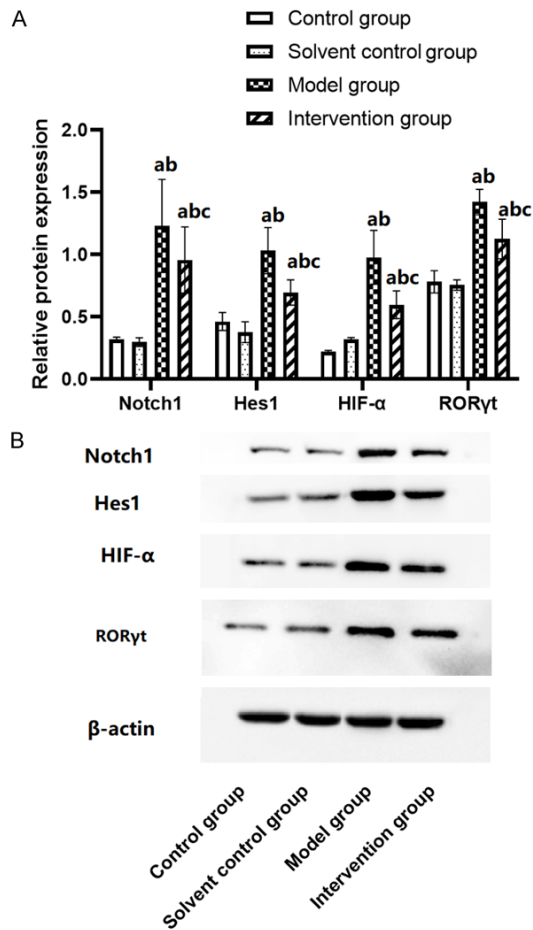 A
Control group
Solvent control group
Model group
Intervention group
Relative protein expression
2.0
1.5
1.0
0.5
0.0
ab
abc
ab
abc
ab
abc
ab
abc
Notch1
Hes1
HIF-α
RORγt
B
Notch1
Hes1
HIF-α
RORγt
β-actin
Control group
Solvent control group
Model group
Intervention group